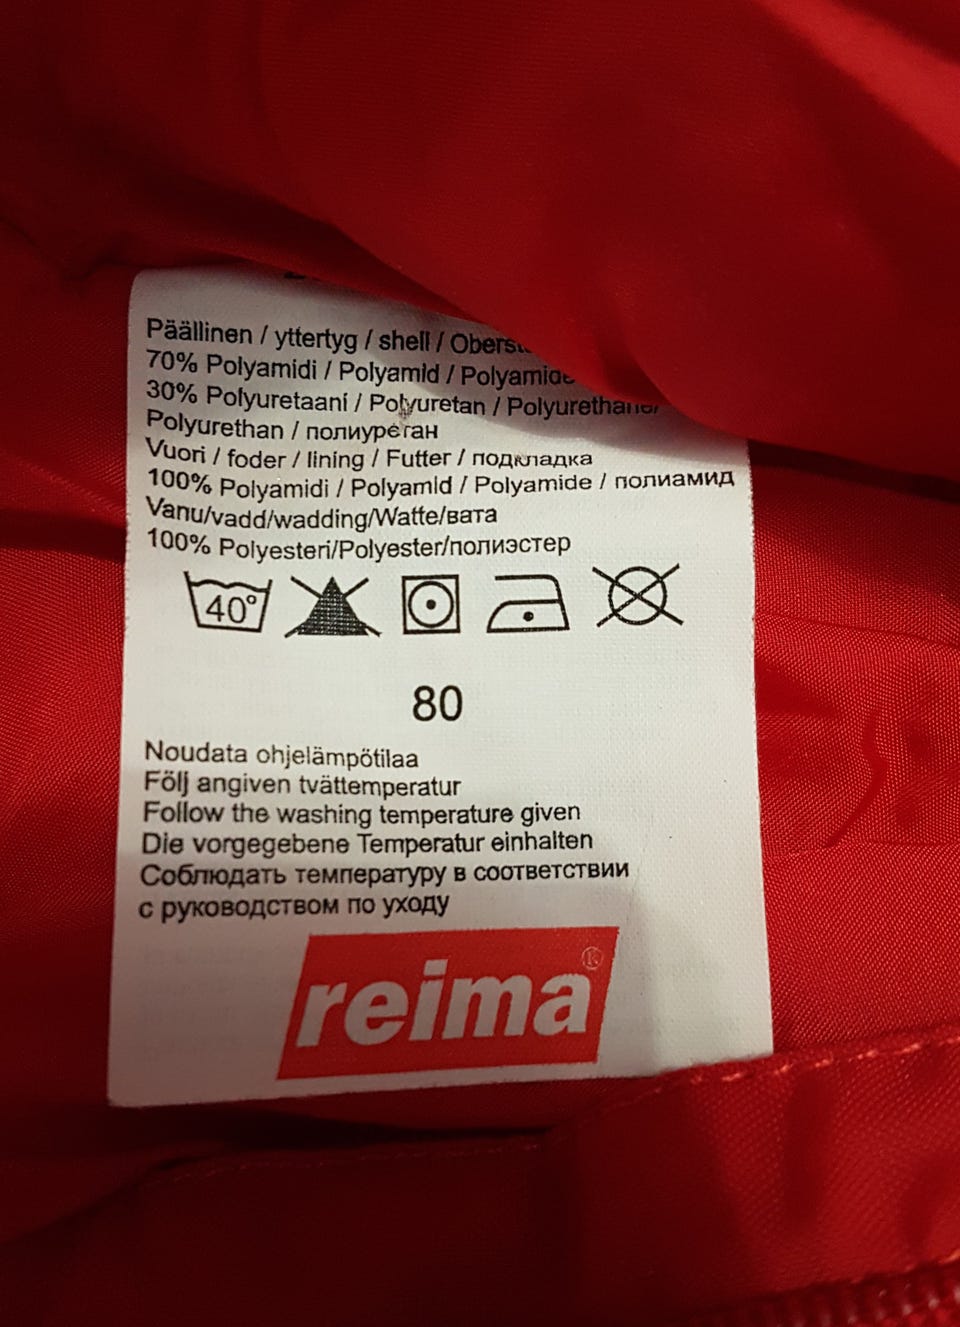 Päällinen / yttertyg / shell /
70% Polyamidi / Polyamid / Polyamide
30% Polyuretaani / Polyuretan / Polyurethane/
Polyurethan / полиуретан
Vuori / foder / lining / Futter / подкладка
100% Polyamidi / Polyamid / Polyamide / полиамид
Vanu/vadd/wadding/Watte/вата
100% Polyesteri/Polyester/полиэстер
40°
80
Noudata ohjelämpötilaa
Följ angiven tvättemperatur
Follow the washing temperature given
Die vorgegebene Temperatur einhalten
Соблюдать температуру в соответствии
с руководством по уходу
reima®